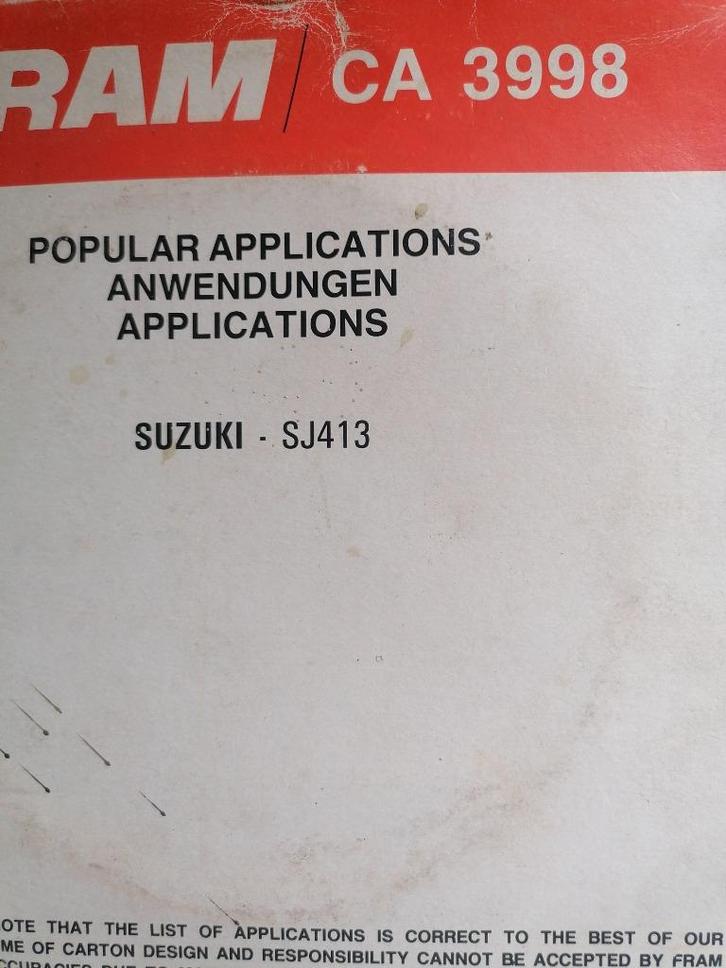 RAM / CA 3998
POPULAR APPLICATIONS
ANWENDUNGEN
APPLICATIONS
SUZUKI - SJ413
OTE THAT THE LIST OF APPLICATIONS IS CORRECT TO THE BEST OF OUR
ME OF CARTON DESIGN AND RESPONSIBILITY CANNOT BE ACCEPTED BY FRAM